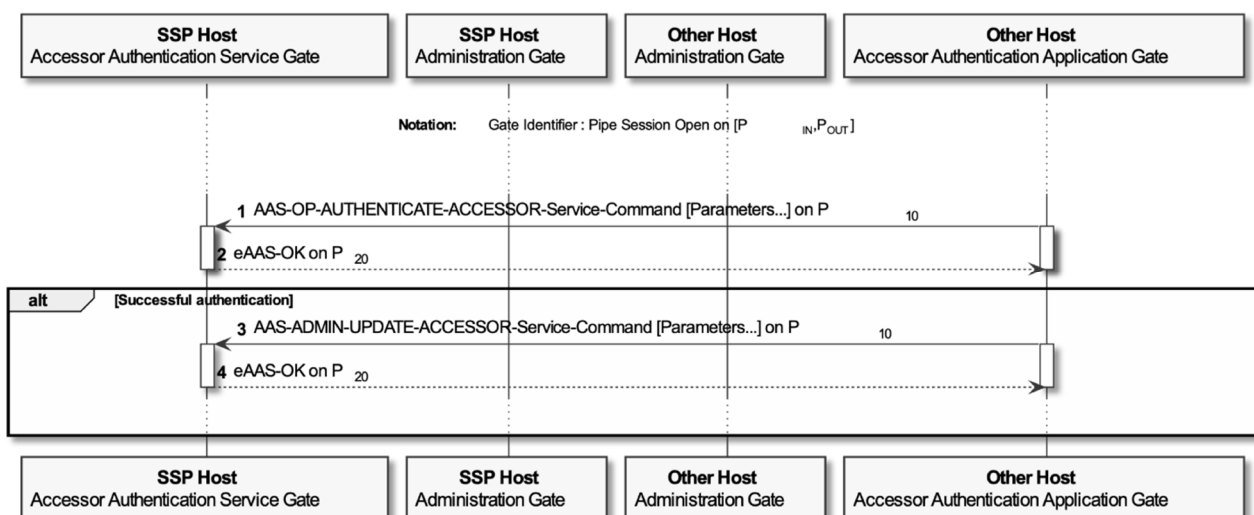 SSP Host
Accessor Authentication Service Gate
SSP Host
Administration Gate
Other Host
Administration Gate
Other Host
Accessor Authentication Application Gate
Notation: Gate Identifier : Pipe Session Open on [P IN,POUT]
1 AAS-OP-AUTHENTICATE-ACCESSOR-Service-Command [Parameters...] on P 10
2 eAAS-OK on P 20
alt [Successful authentication]
3 AAS-ADMIN-UPDATE-ACCESSOR-Service-Command [Parameters...] on P 10
4 eAAS-OK on P 20
SSP Host
Accessor Authentication Service Gate
SSP Host
Administration Gate
Other Host
Administration Gate
Other Host
Accessor Authentication Application Gate